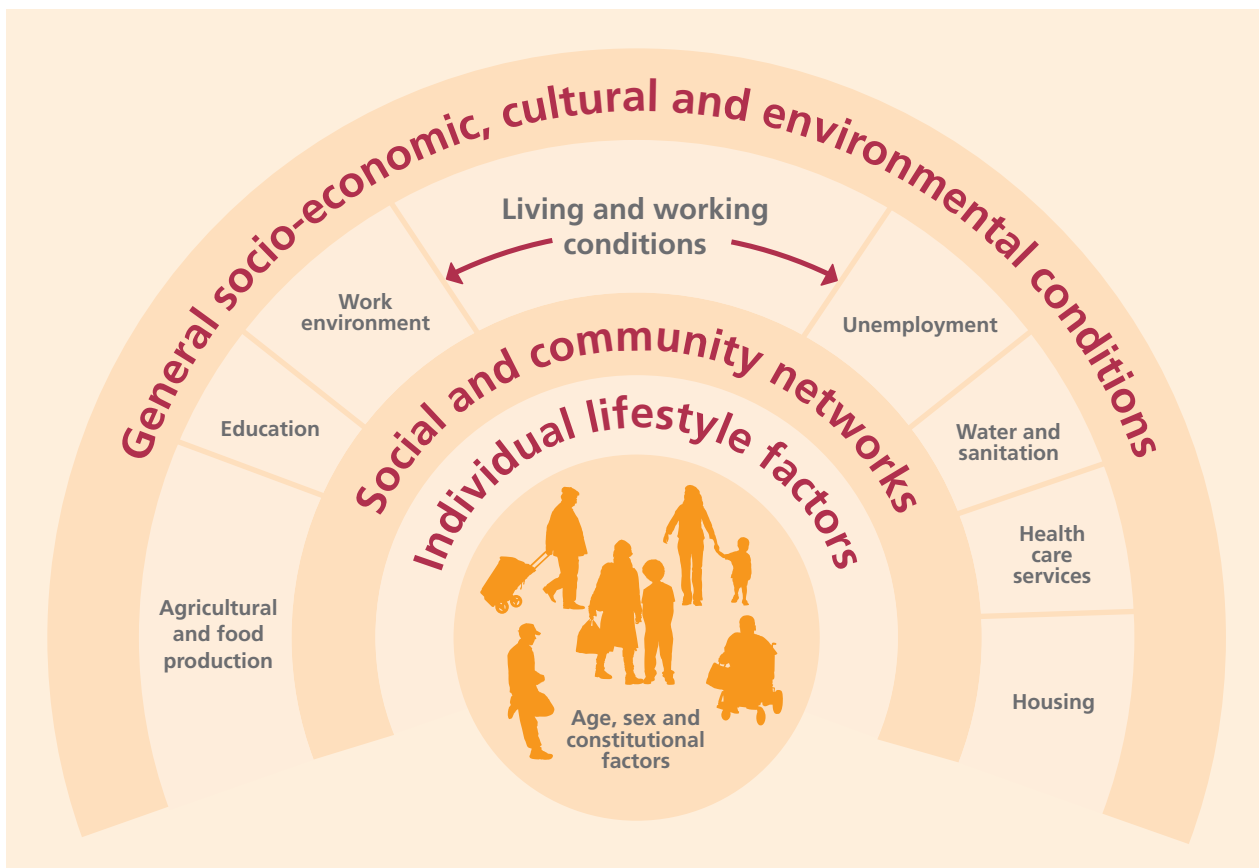 General socio-economic, cultural and environmental conditions
Living and working
conditions
Work
environment
Unemployment
Education
Water and
sanitation
Agricultural
and food
production
Health
care
services
Housing
Social and community networks
Individual lifestyle factors
Age, sex and
constitutional
factors